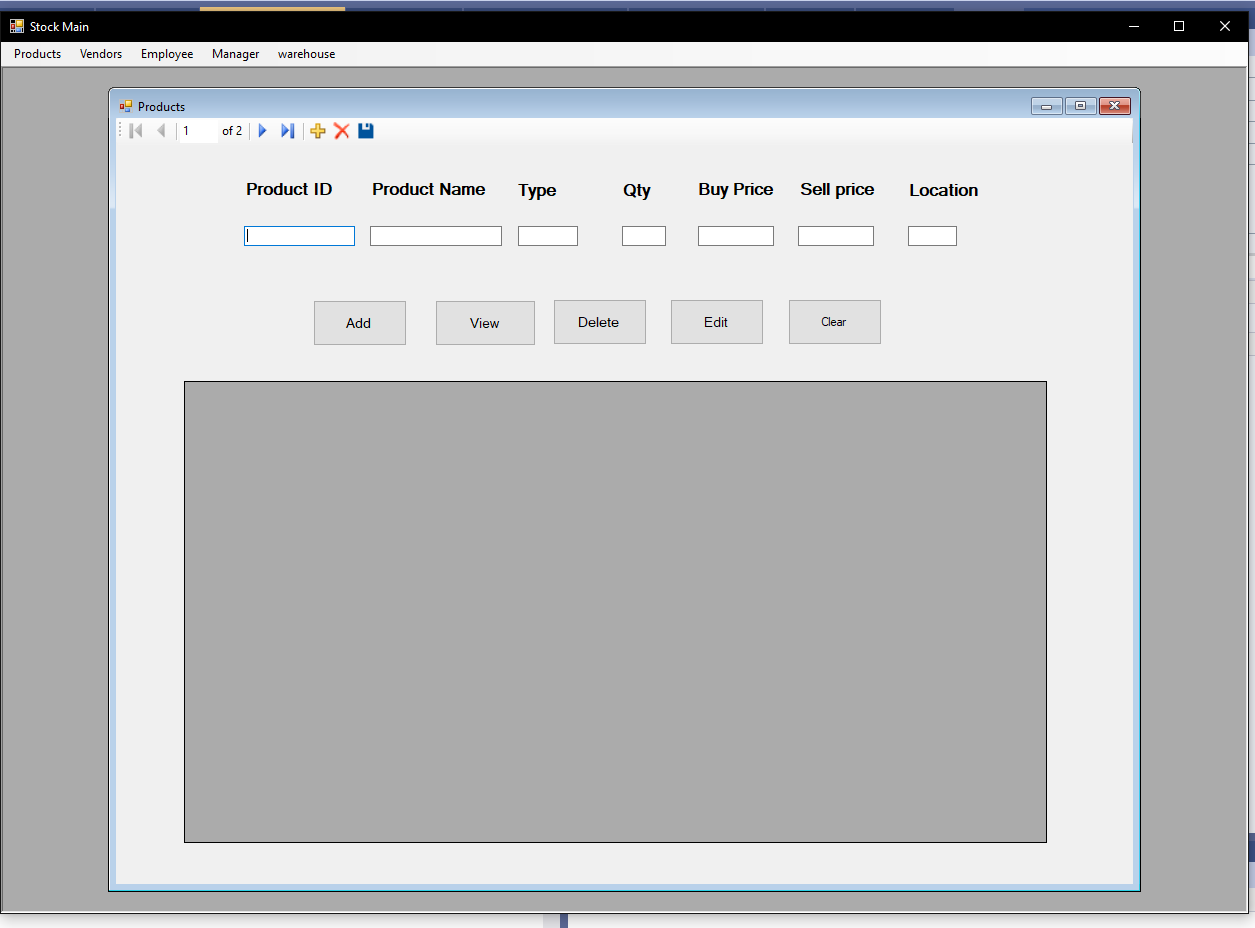 Stock Main
Products Vendors Employee Manager warehouse
Products
1 of 2
Product ID Product Name Type Qty Buy Price Sell price Location
Add View Delete Edit Clear